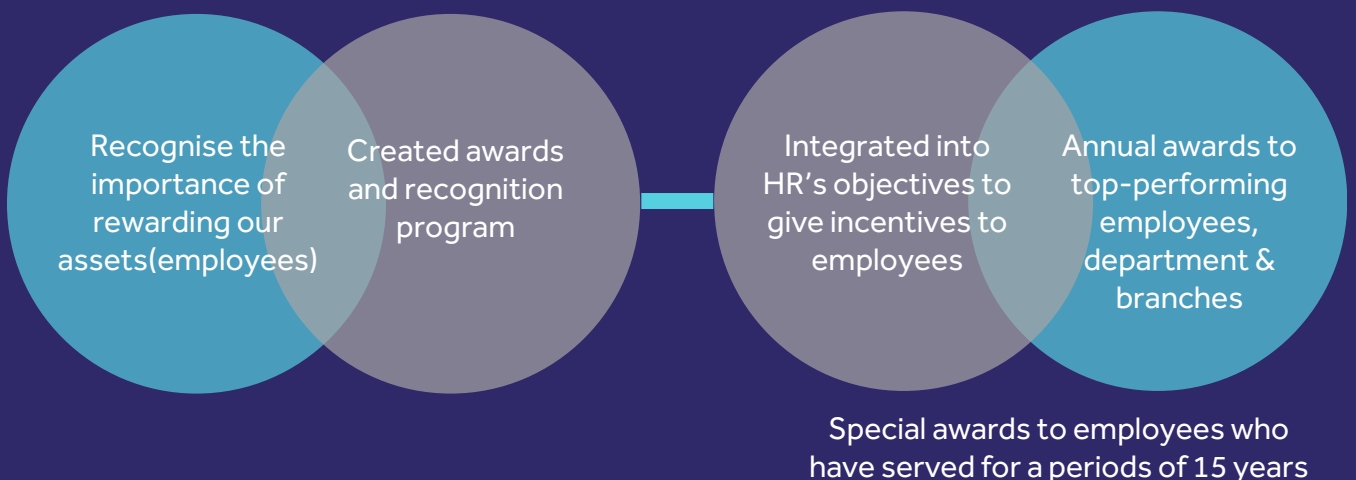 Recognise the
importance of
rewarding our
assets(employees)
Created awards
and recognition
program
Integrated into
HR’s objectives to
give incentives to
employees
Annual awards to
top-performing
employees,
department &
branches
Special awards to employees who
have served for a periods of 15 years